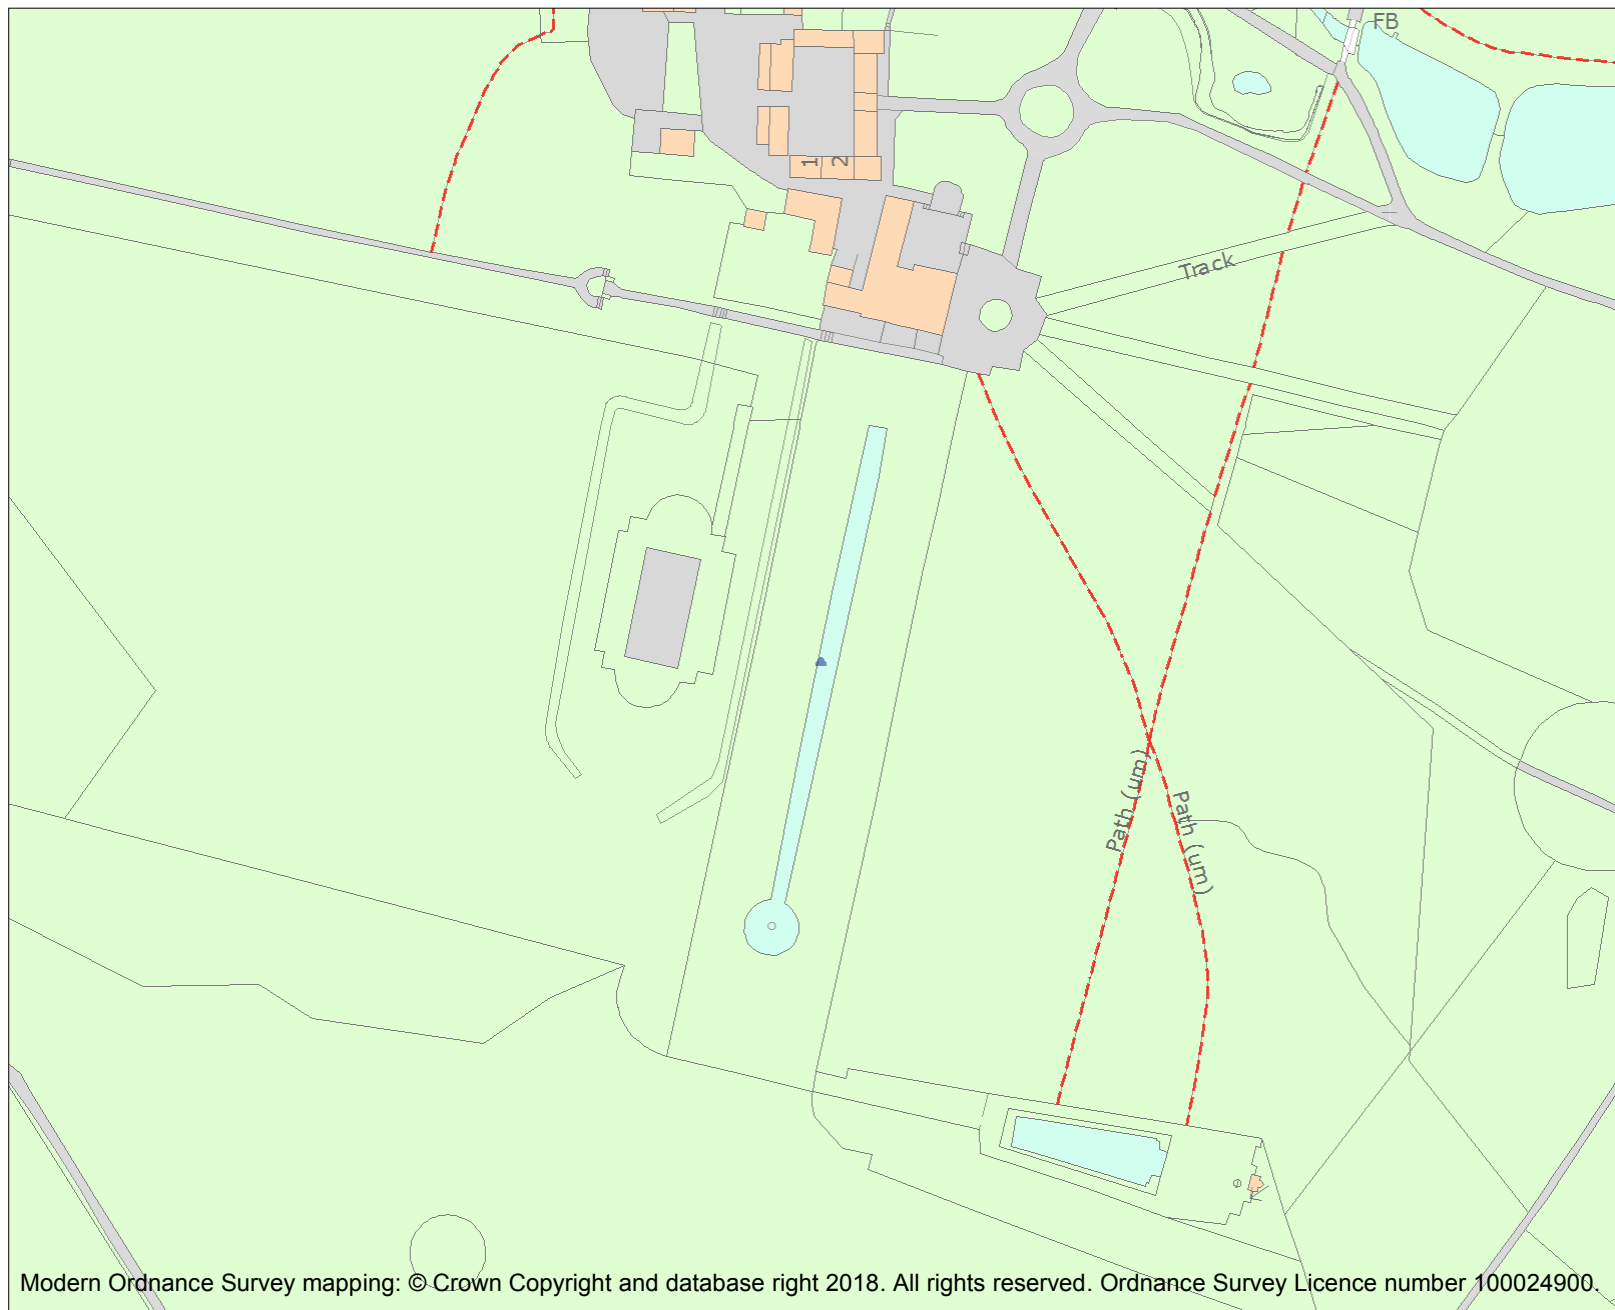 FB
1
2
Track
Path (um)
Path (um)
Modern Ordnance Survey mapping: © Crown Copyright and database right 2018. All rights reserved. Ordnance Survey Licence number 100024900.